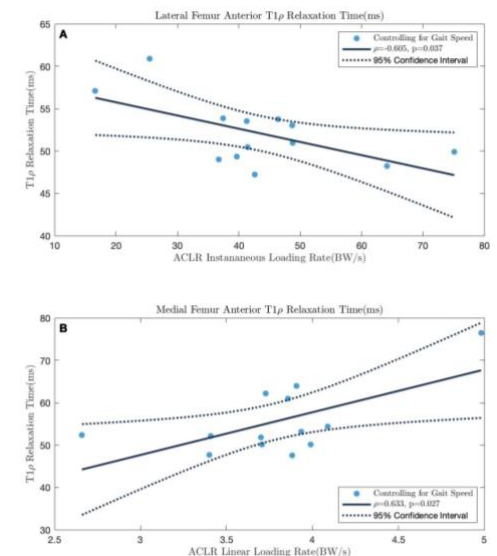 Lateral Femur Anterior T1ρ Relaxation Time(ms)
A
Controlling for Gait Speed
ρ=-0.605, p=0.037
95% Confidence Interval
T1ρ Relaxation Time(ms)
65
60
55
50
45
40
10 20 30 40 50 60 70 80
ACLR Instananeous Loading Rate(BW/s)
Medial Femur Anterior T1ρ Relaxation Time(ms)
B
T1ρ Relaxation Time(ms)
80
70
60
50
40
30
Controlling for Gait Speed
ρ=0.633, p=0.027
95% Confidence Interval
2.5 3 3.5 4 4.5 5
ACLR Linear Loading Rate(BW/s)